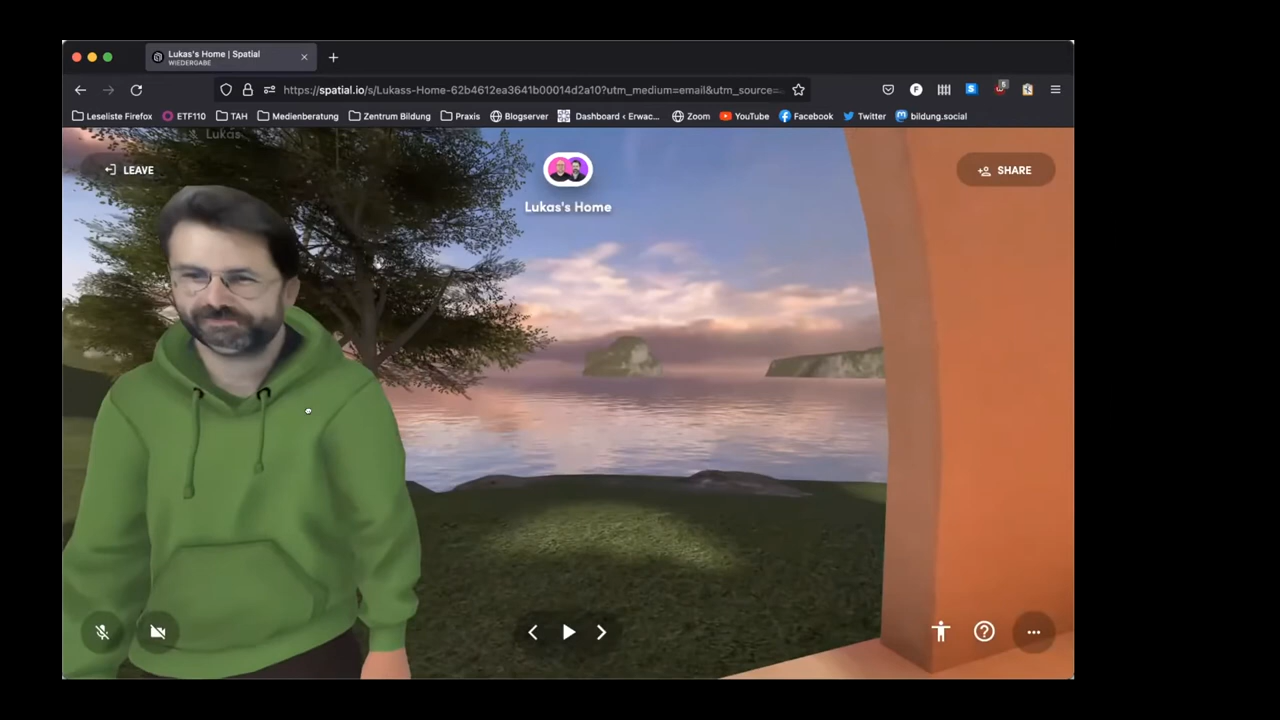 Lukas's Home | Spatial
WIEDERGABE
https://spatial.io/s/Lukass-Home-62b4612ea3641b00014d2a10?utm_medium=email&utm_source=
Leseliste Firefox ETF110 TAH Medienberatung Zentrum Bildung Praxis Blogserver Dashboard ‹ Erwac... Zoom YouTube Facebook Twitter bildung.social
Lukas
LEAVE
SHARE
Lukas's Home